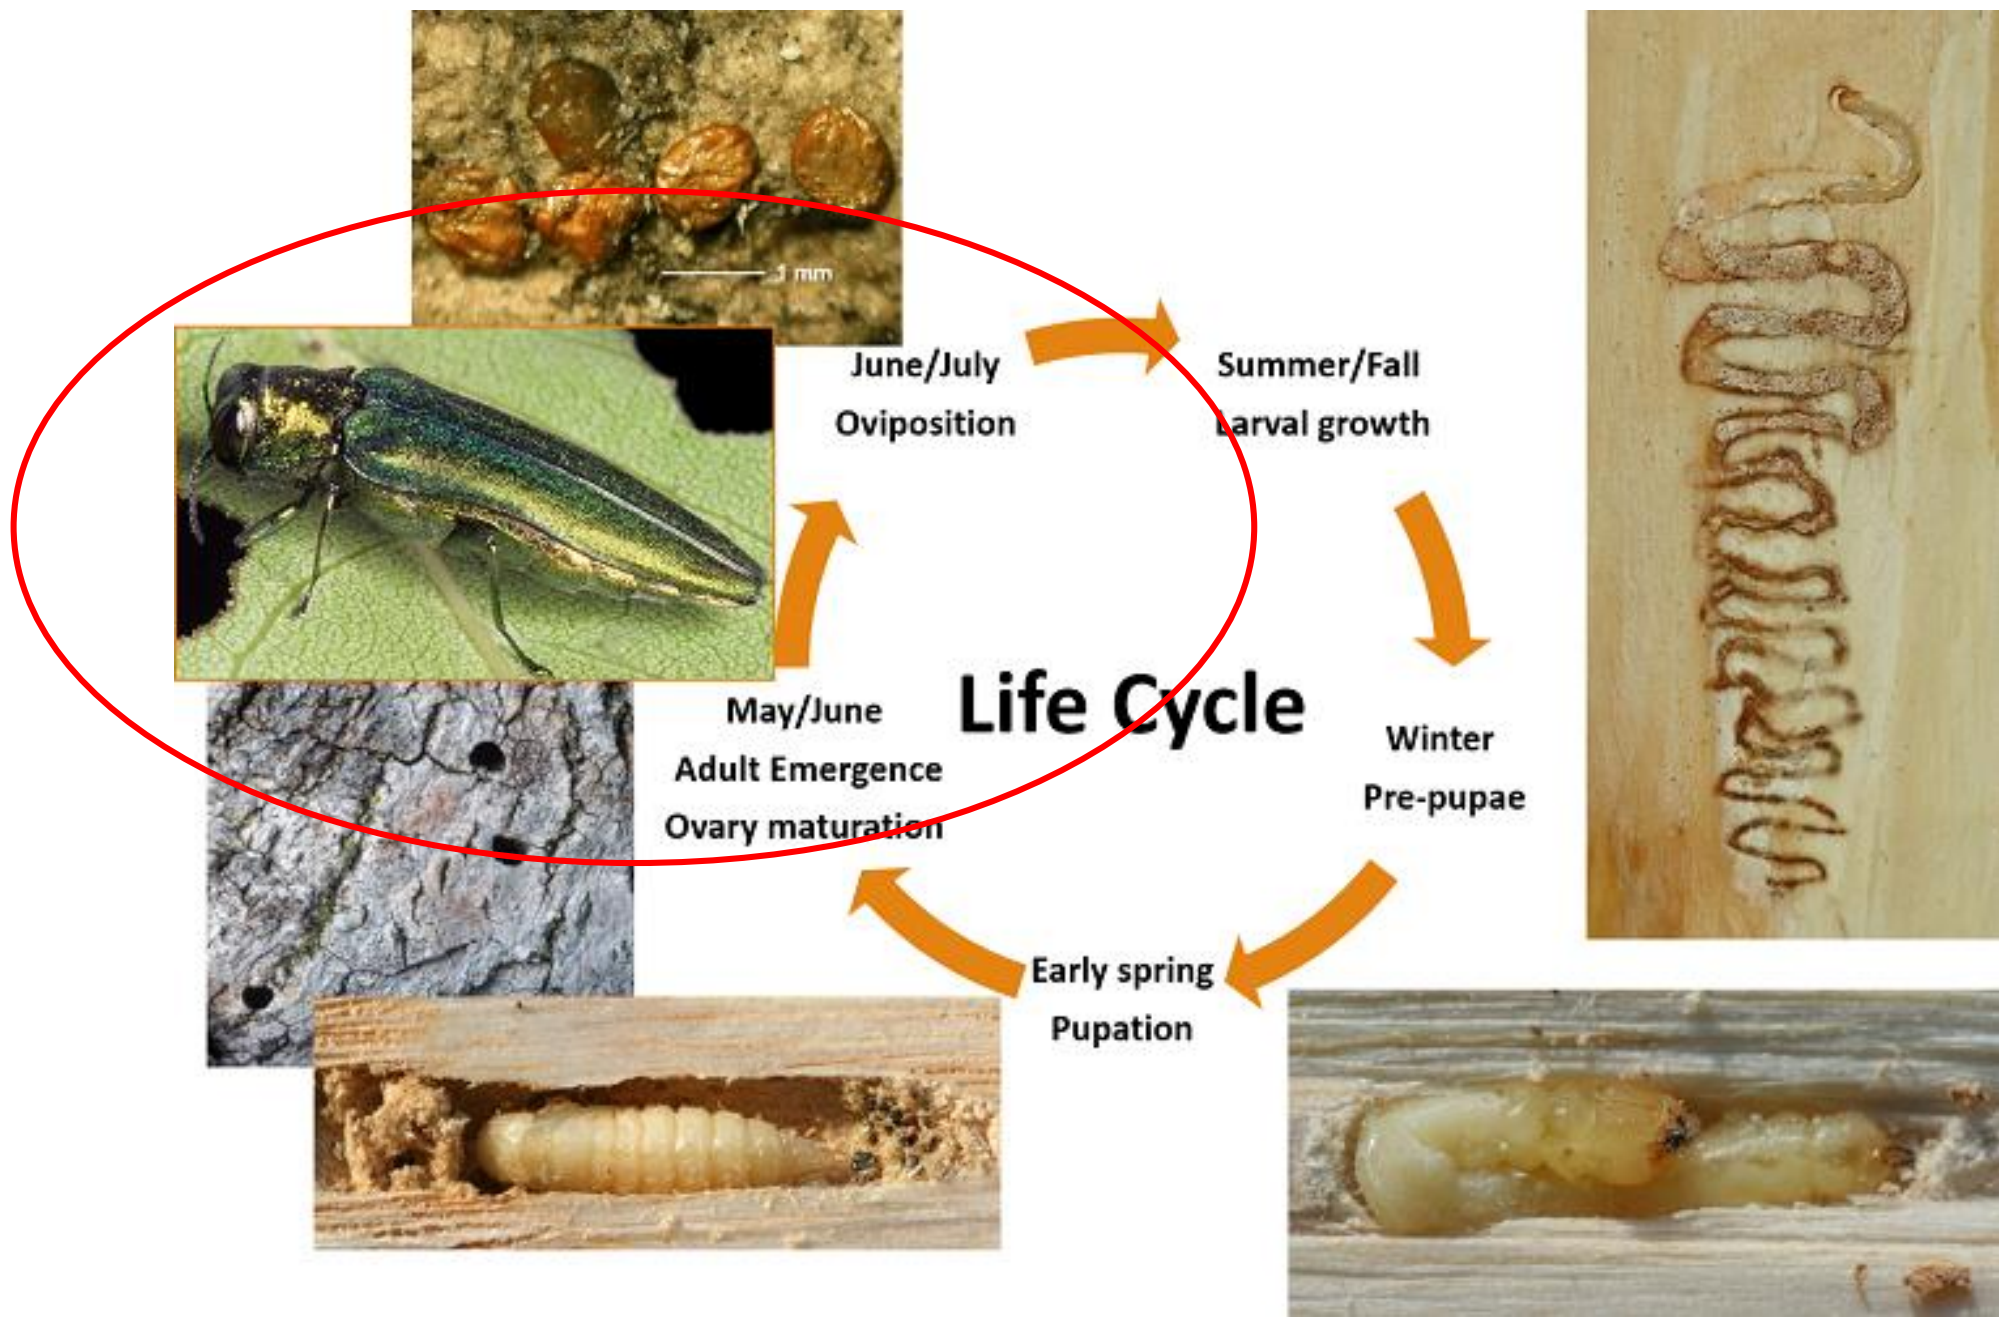 1 mm
June/July
Oviposition
Summer/Fall
Larval growth
May/June
Adult Emergence
Ovary maturation
Life Cycle
Winter
Pre-pupae
Early spring
Pupation